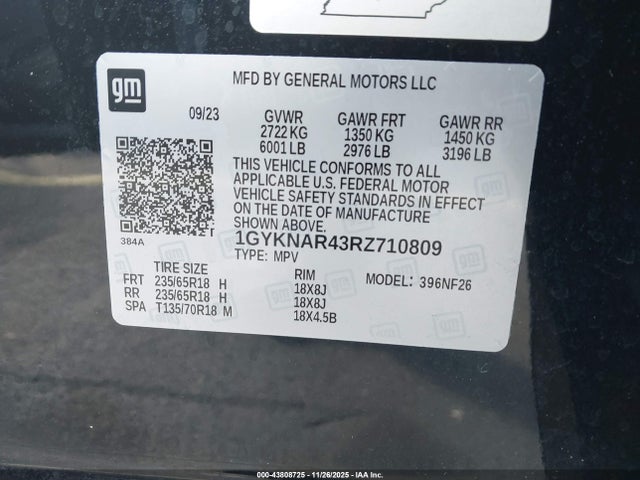 gm
MFD BY GENERAL MOTORS LLC
09/23 GVWR GAWR FRT GAWR RR
2722 KG 1350 KG 1450 KG
6001 LB 2976 LB 3196 LB
THIS VEHICLE CONFORMS TO ALL
APPLICABLE U.S. FEDERAL MOTOR
VEHICLE SAFETY STANDARDS IN EFFECT
ON THE DATE OF MANUFACTURE
SHOWN ABOVE.
384A 1GYKNAR43RZ710809
TYPE: MPV
TIRE SIZE RIM MODEL: 396NF26
FRT 235/65R18 H 18X8J
RR 235/65R18 H 18X8J
SPA T135/70R18 M 18X4.5B
000-43808725 - 11/26/2025 - IAA Inc.